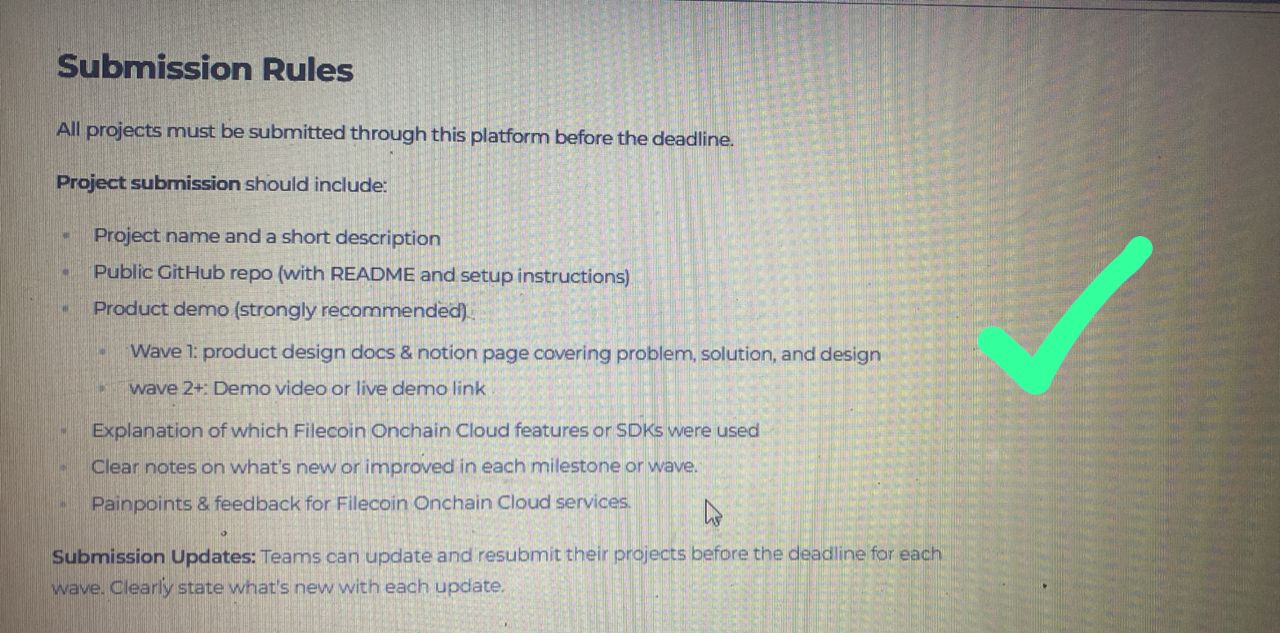 Submission Rules
All projects must be submitted through this platform before the deadline.
Project submission should include:
Project name and a short description
Public GitHub repo (with README and setup instructions)
Product demo (strongly recommended).
Wave 1: product design docs & notion page covering problem, solution, and design
wave 2+: Demo video or live demo link
Explanation of which Filecoin Onchain Cloud features or SDKs were used
Clear notes on what's new or improved in each milestone or wave.
Painpoints & feedback for Filecoin Onchain Cloud services.
Submission Updates: Teams can update and resubmit their projects before the deadline for each
wave. Clearly state what's new with each update.